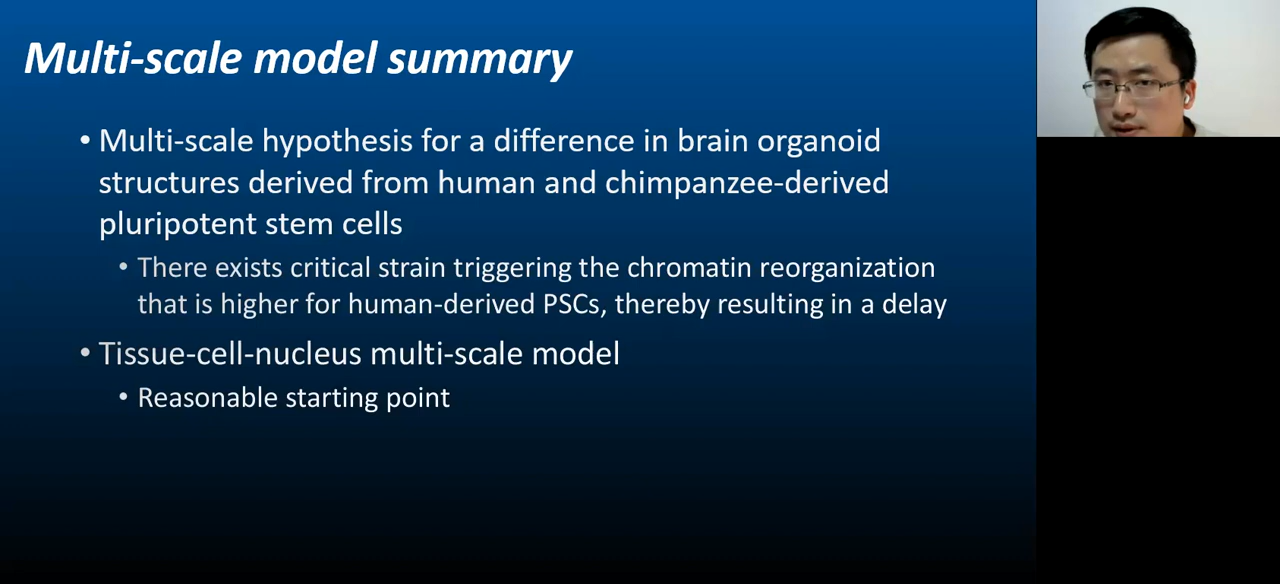 Multi-scale model summary
• Multi-scale hypothesis for a difference in brain organoid
structures derived from human and chimpanzee-derived
pluripotent stem cells
• There exists critical strain triggering the chromatin reorganization
that is higher for human-derived PSCs, thereby resulting in a delay
• Tissue-cell-nucleus multi-scale model
• Reasonable starting point